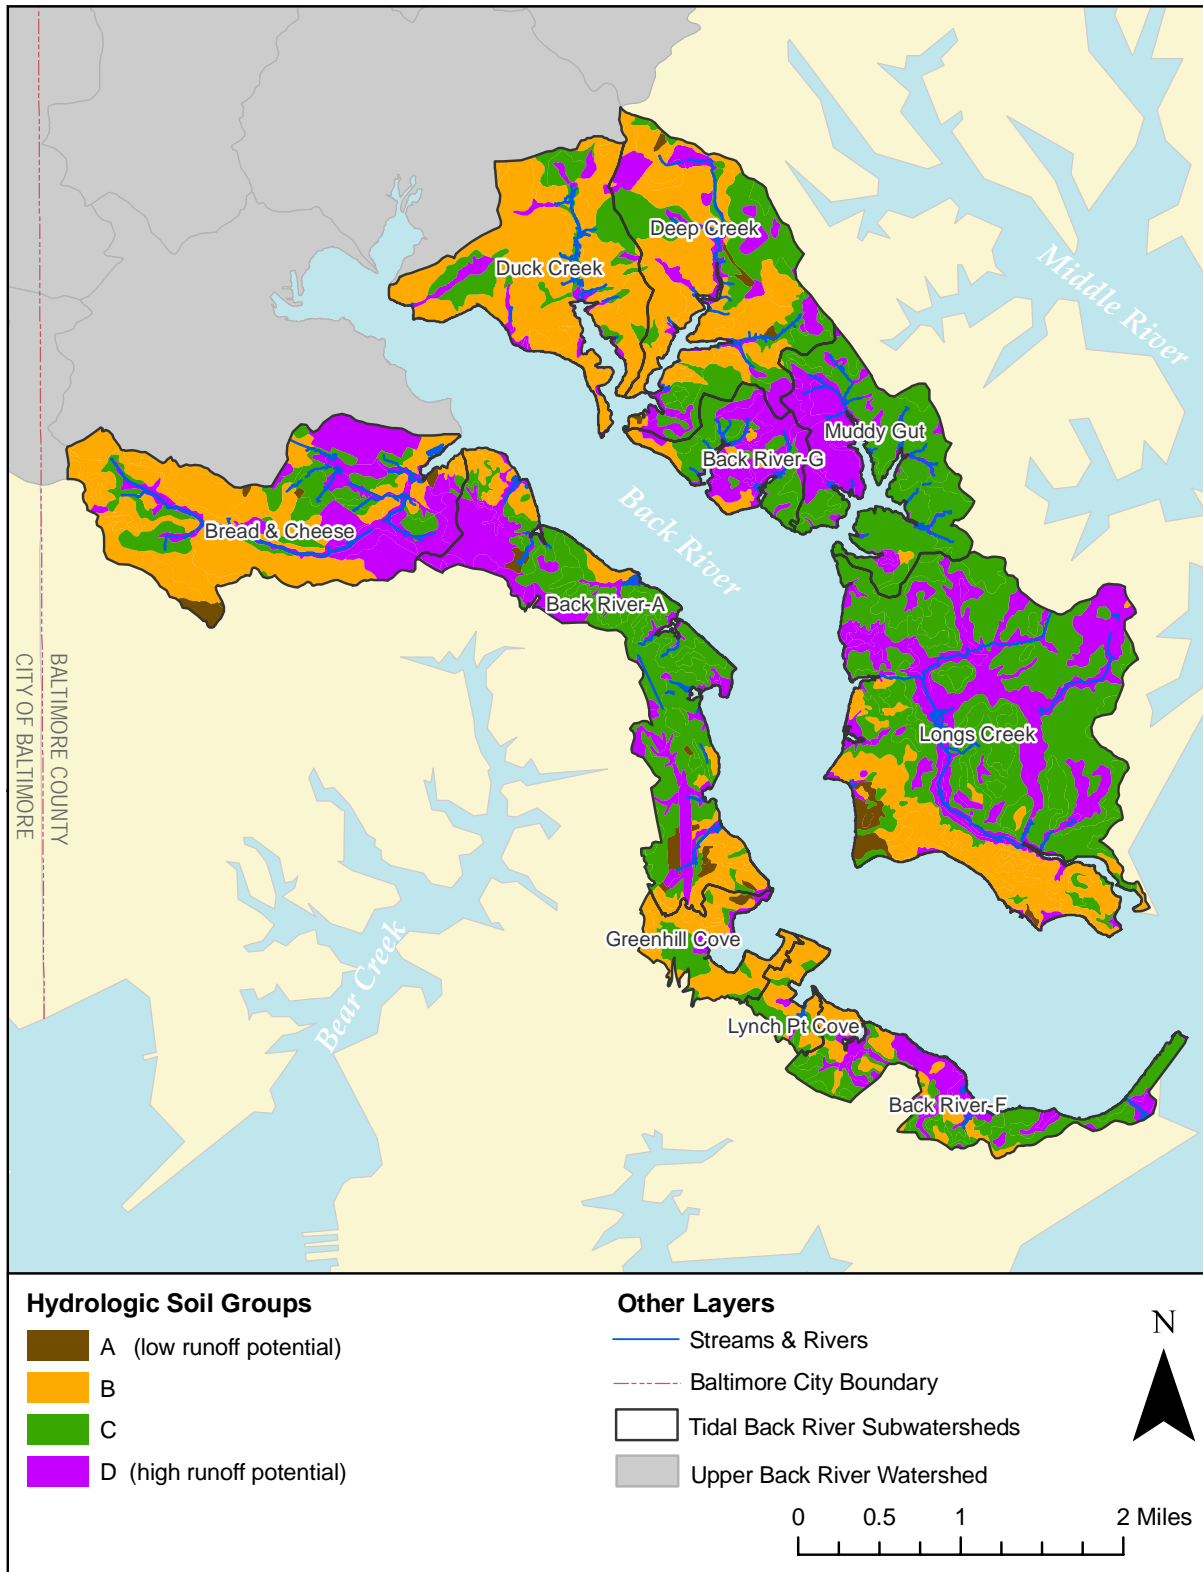 Deep Creek
Duck Creek
Middle River
Muddy Gut
Back River-G
Back River
Bread & Cheese
Back River-A
BALTIMORE COUNTY
CITY OF BALTIMORE
Longs Creek
Greenhill Cove
Bear Creek
Lynch Pt Cove
Back River-F
Hydrologic Soil Groups
A (low runoff potential)
B
C
D (high runoff potential)
Other Layers
Streams & Rivers
Baltimore City Boundary
Tidal Back River Subwatersheds
Upper Back River Watershed
N
0 0.5 1 2 Miles